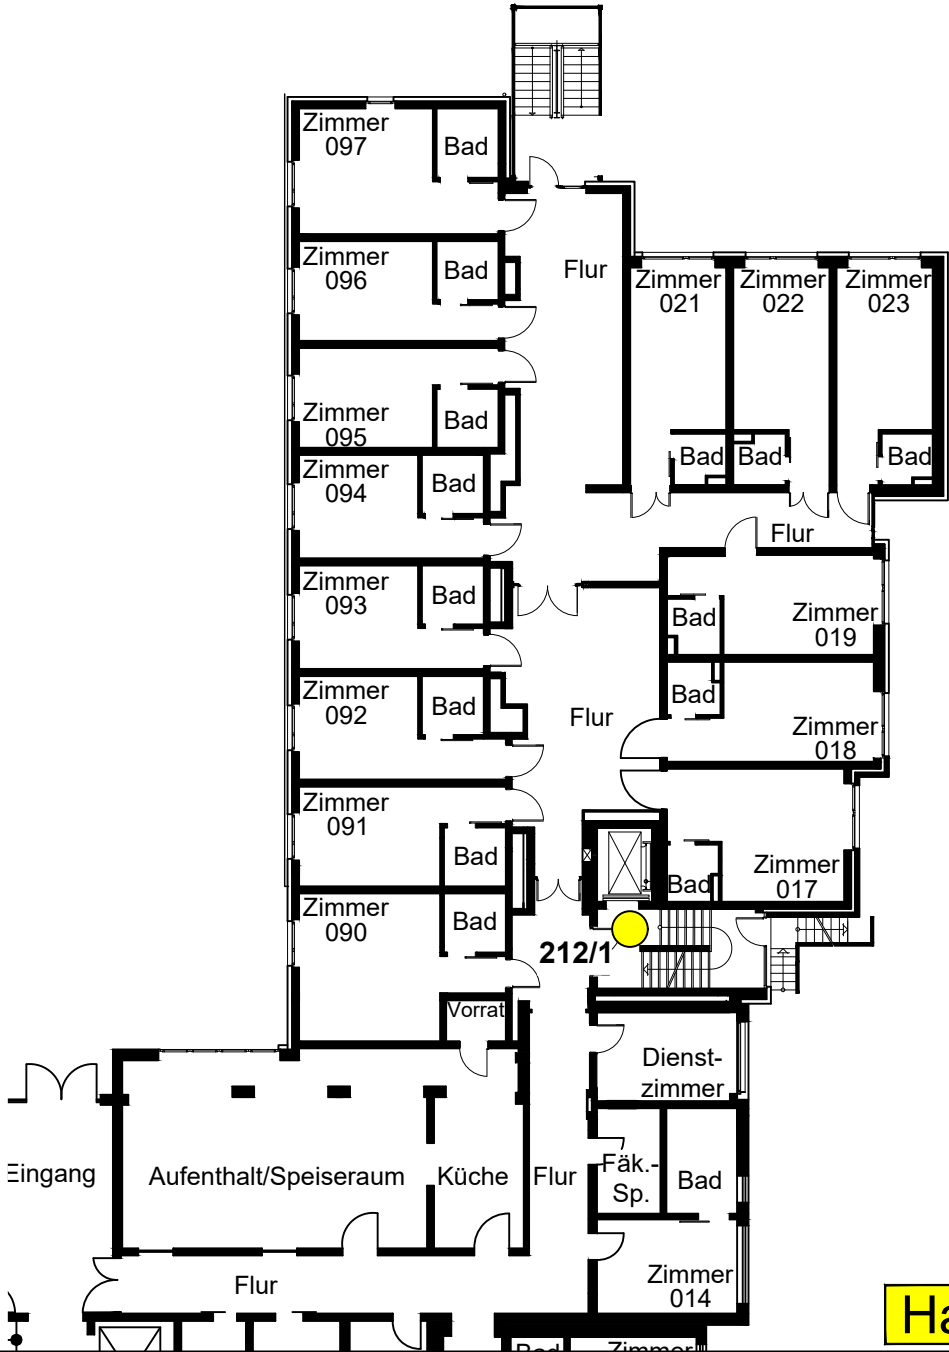 Zimmer
097
Bad
Zimmer
096
Bad
Flur
Zimmer
021
Zimmer
022
Zimmer
023
Zimmer
095
Bad
Bad
Bad
Bad
Zimmer
094
Bad
Flur
Zimmer
093
Bad
Bad
Zimmer
019
Zimmer
092
Bad
Flur
Bad
Zimmer
018
Zimmer
091
Bad
Bad
Zimmer
017
Zimmer
090
Bad
212/1
Vorrat
Dienst-
zimmer
Eingang
Aufenthalt/Speiseraum
Küche
Flur
Fäk.-
Sp.
Bad
Flur
Zimmer
014
Ha
Bad
Zimmer